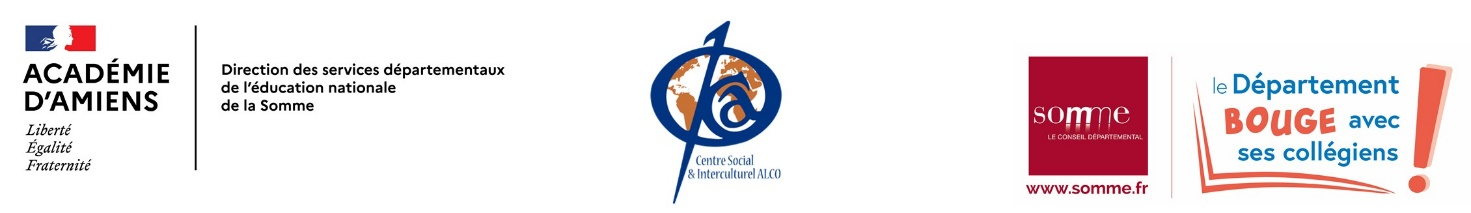 ACADÉMIE
D'AMIENS
Liberté
Égalité
Fraternité
Direction des services départementaux
de l'éducation nationale
de la Somme
Centre Social
& Interculturel ALCO
somme
LE CONSEIL DÉPARTEMENTAL
www.somme.fr
le Département
BOUGE avec
ses collégiens !